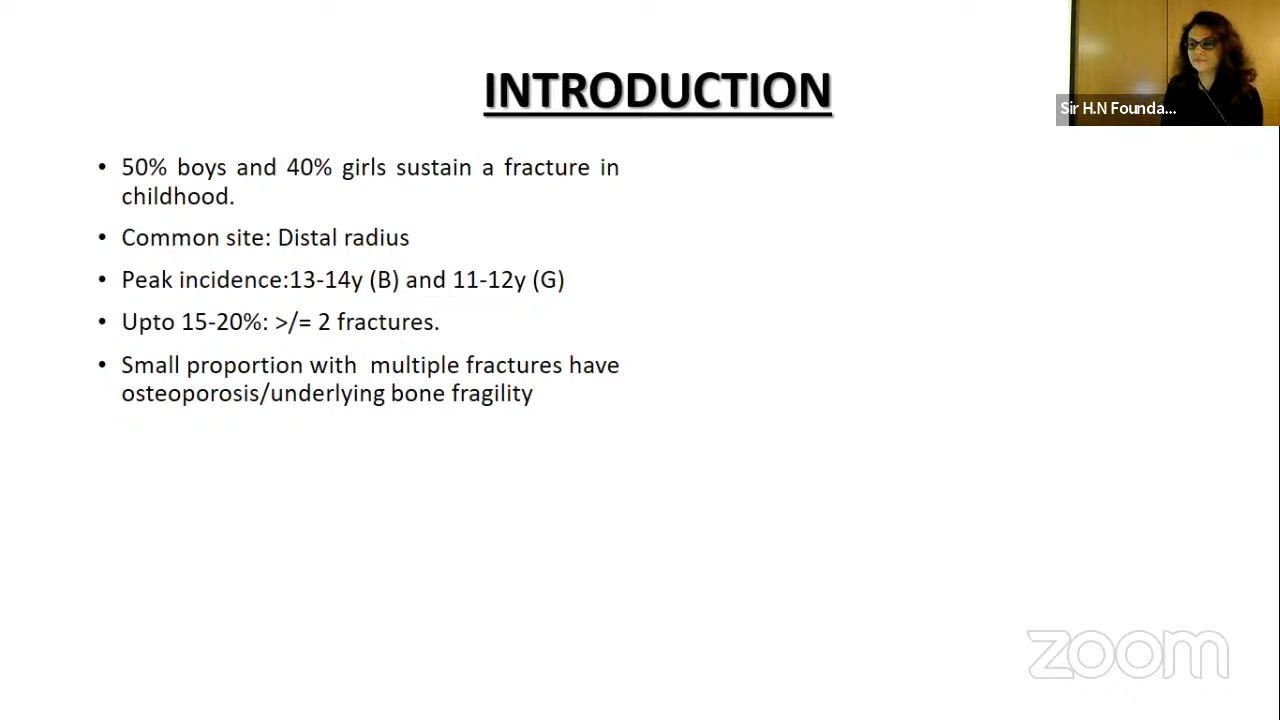 INTRODUCTION
Sir H.N Founda...
• 50% boys and 40% girls sustain a fracture in
childhood.
• Common site: Distal radius
• Peak incidence:13-14y (B) and 11-12y (G)
• Upto 15-20%: >/= 2 fractures.
• Small proportion with  multiple fractures have
osteoporosis/underlying bone fragility
zoom